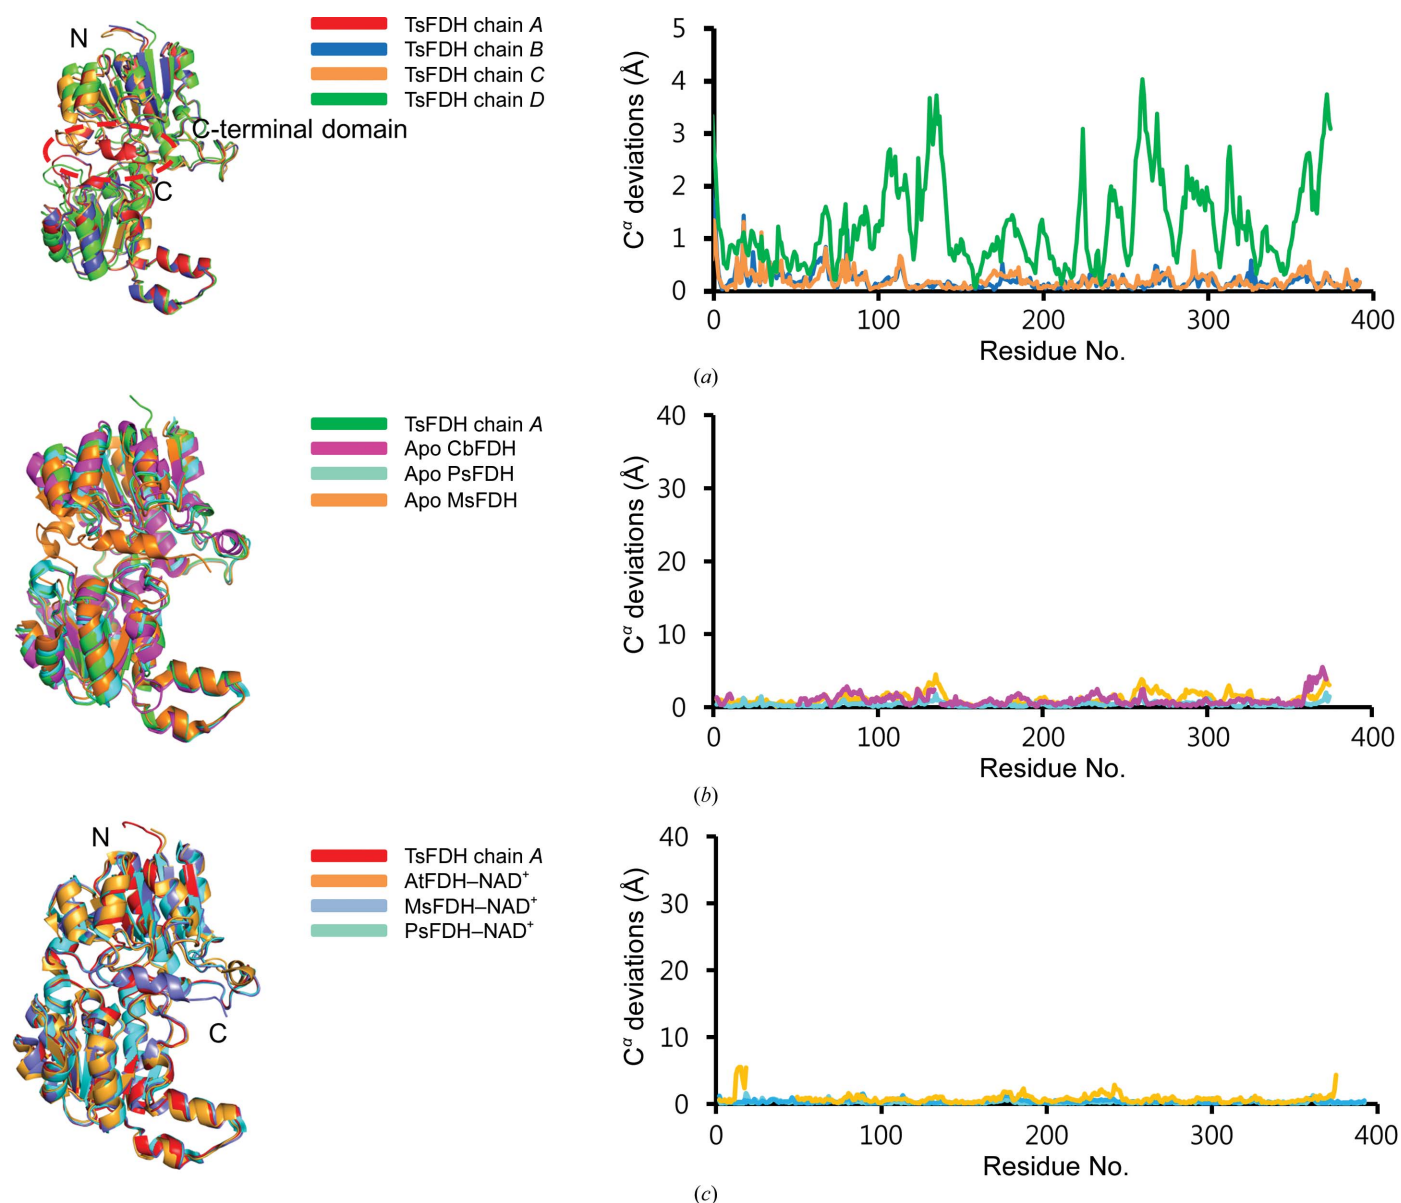 N
C-terminal domain
C
TsFDH chain A
TsFDH chain B
TsFDH chain C
TsFDH chain D
Cα deviations (Å)
5
4
3
2
1
0
0 100 200 300 400
Residue No.
(a)
TsFDH chain A
Apo CbFDH
Apo PsFDH
Apo MsFDH
Cα deviations (Å)
40
30
20
10
0
0 100 200 300 400
Residue No.
(b)
N
C
TsFDH chain A
AtFDH–NAD⁺
MsFDH–NAD⁺
PsFDH–NAD⁺
Cα deviations (Å)
40
30
20
10
0
0 100 200 300 400
Residue No.
(c)